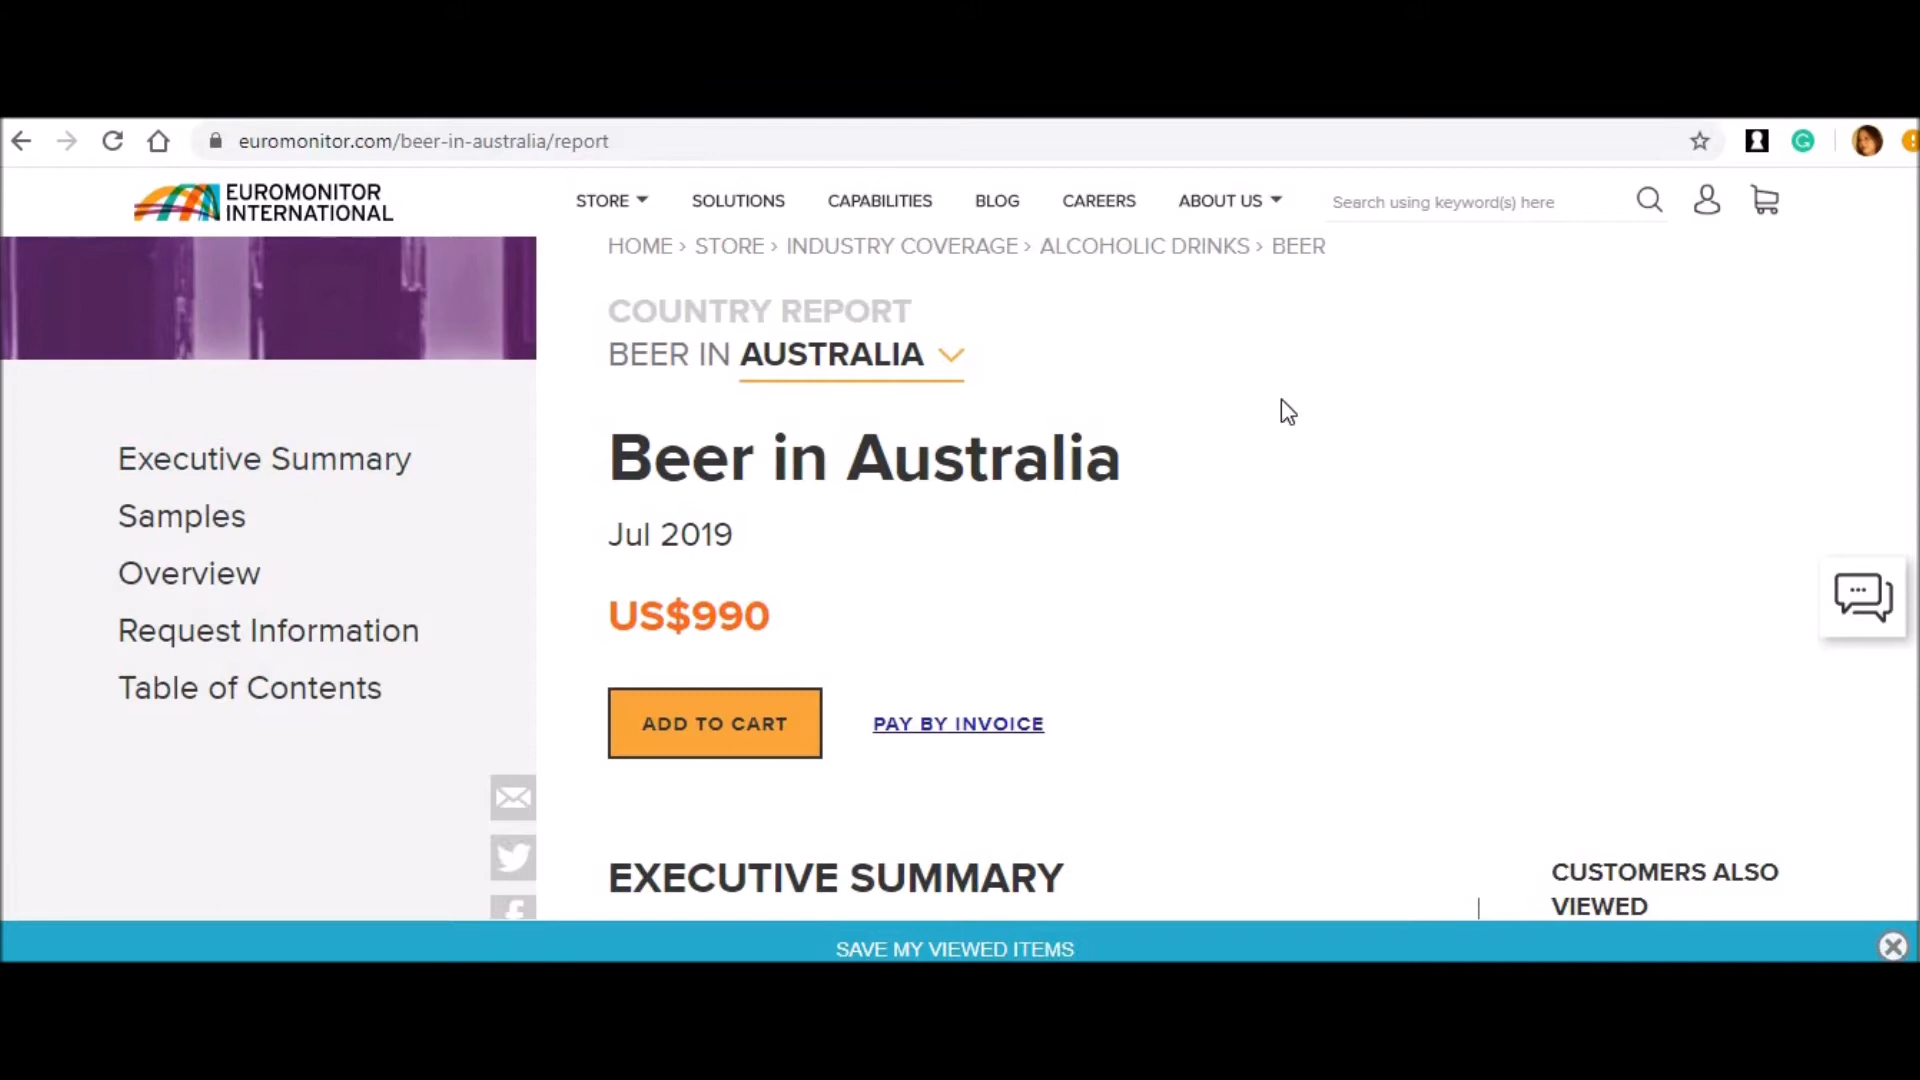 euromonitor.com/beer-in-australia/report
EUROMONITOR
INTERNATIONAL
STORE SOLUTIONS CAPABILITIES BLOG CAREERS ABOUT US Search using keyword(s) here
HOME > STORE > INDUSTRY COVERAGE > ALCOHOLIC DRINKS > BEER
COUNTRY REPORT
BEER IN AUSTRALIA
Beer in Australia
Jul 2019
US$990
ADD TO CART PAY BY INVOICE
Executive Summary
Samples
Overview
Request Information
Table of Contents
EXECUTIVE SUMMARY
CUSTOMERS ALSO
VIEWED
SAVE MY VIEWED ITEMS